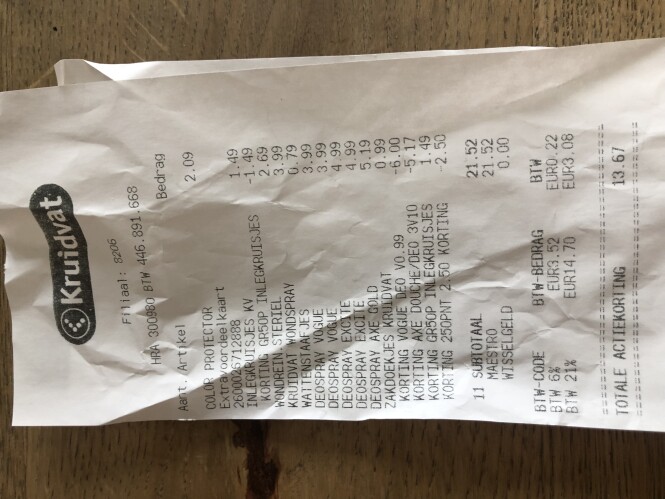 Kruidvat
Filiaal: 8206
HRA 300980 BTW 446.891.668
Aant. Artikel Bedrag
COLOR PROTECTOR 2.09
Extravoordeelkaart
2600036712888
INLEGKRUISJES KV 1.49
KORTING GP50P INLEGKRUISJES -1.49
STERIEL 2.69
KRUIDVAT WONDSPRAY 3.99
WATTENSTAAFJES 0.79
DEOSPRAY VOGUE 3.99
DEOSPRAY VOGUE 3.99
DEOSPRAY EXCITE 4.99
DEOSPRAY EXCITE 4.99
DEOSPRAY AXE GOLD 5.19
ZAKDOEKJES KRUIDVAT 0.99
KORTING VOGUE DEO V0.99 -6.00
KORTING AXE DOUCHE/DEO 3V10 -5.17
KORTING GP50P INLEGKRUISJES 1.49
KORTING 250PNT 2.50 KORTING -2.50
11 SUBTOTAAL 21.52
MAESTRO 21.52
WISSELGELD 0.00
BTW-CODE BTW-BEDRAG BTW
BTW 6% EUR3.52 EUR0.22
BTW 21% EUR14.70 EUR3.08
TOTALE ACTIEKORTING 13.67